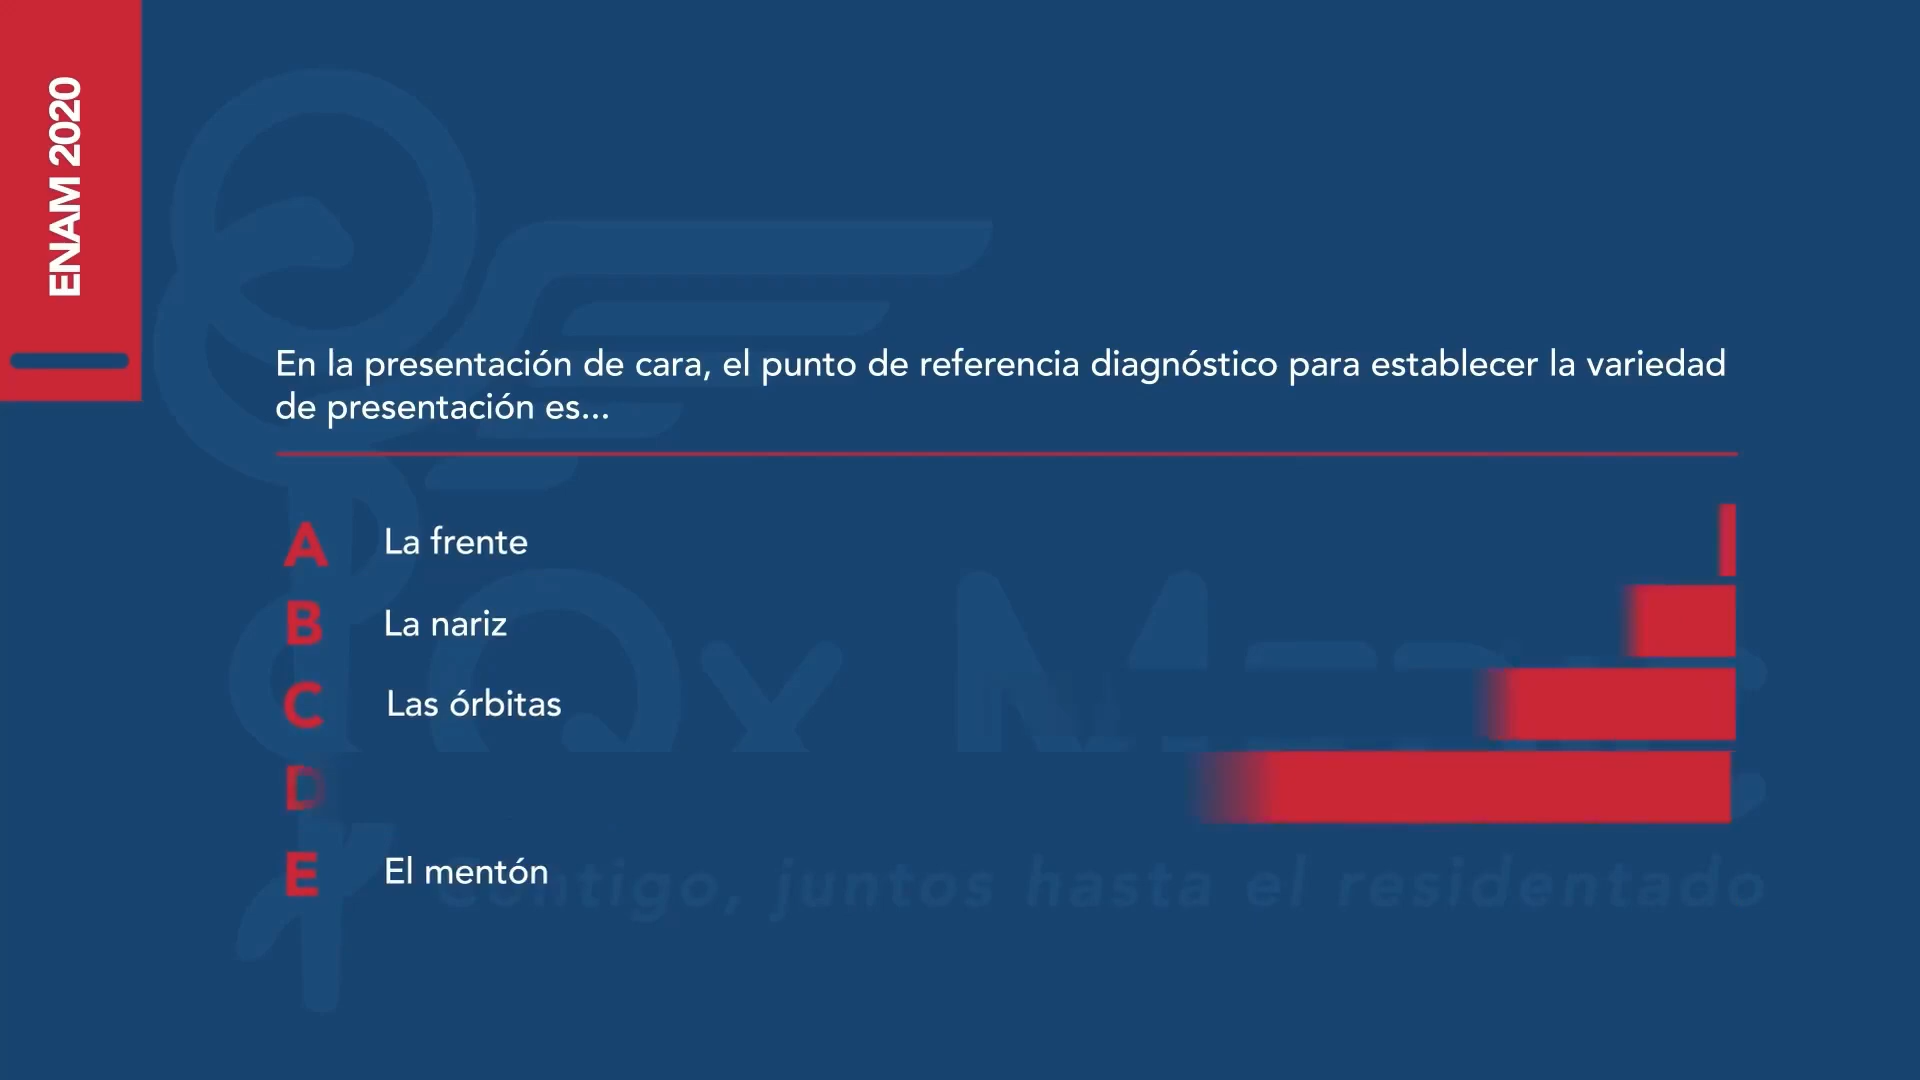 ENAM 2020
En la presentación de cara, el punto de referencia diagnóstico para establecer la variedad
de presentación es...
A La frente
B La nariz
C Las órbitas
D
E El mentón
Contigo, juntos hasta el residentado